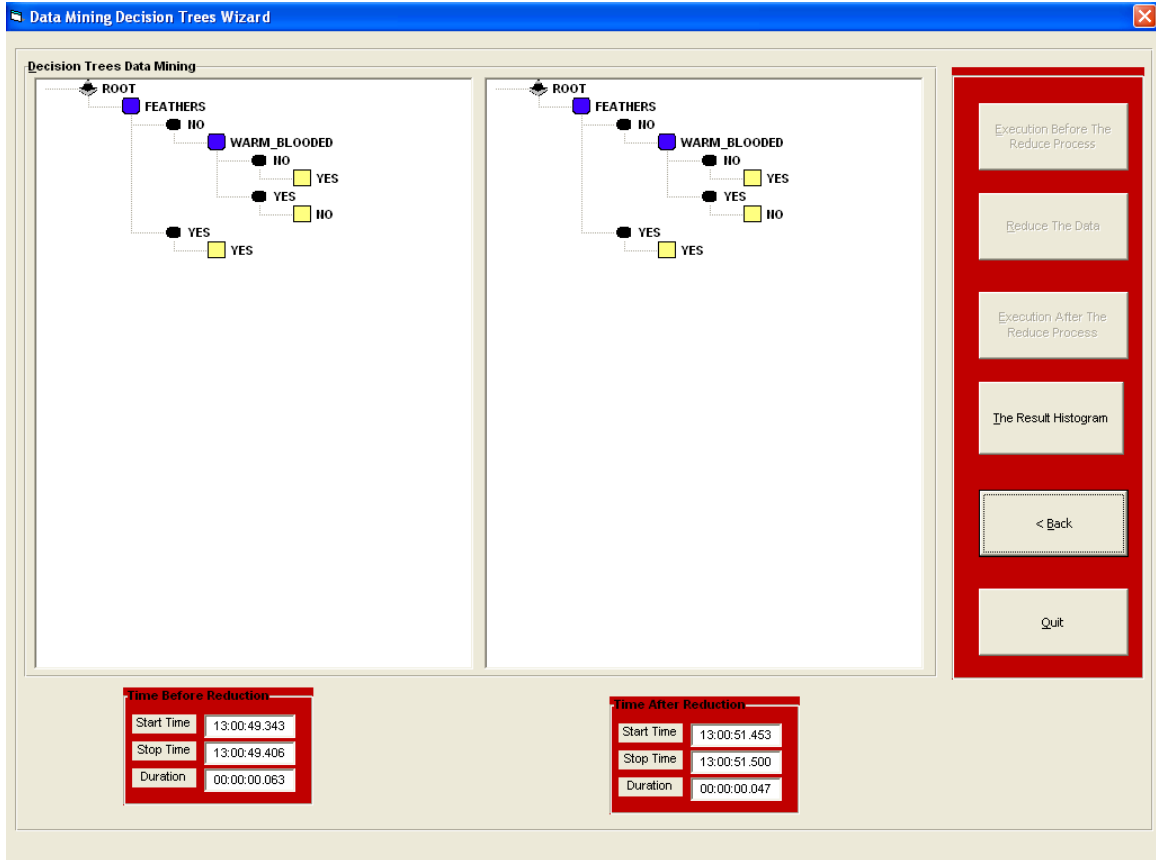 Data Mining Decision Trees Wizard
Decision Trees Data Mining
ROOT
FEATHERS
NO
WARM_BLOODED
NO
YES
YES
NO
YES
YES
ROOT
FEATHERS
NO
WARM_BLOODED
NO
YES
YES
NO
YES
YES
Execution Before The
Reduce Process
Reduce The Data
Execution After The
Reduce Process
The Result Histogram
< Back
Quit
Time Before Reduction
Start Time 13:00:49.343
Stop Time 13:00:49.406
Duration 00:00:00.063
Time After Reduction
Start Time 13:00:51.453
Stop Time 13:00:51.500
Duration 00:00:00.047